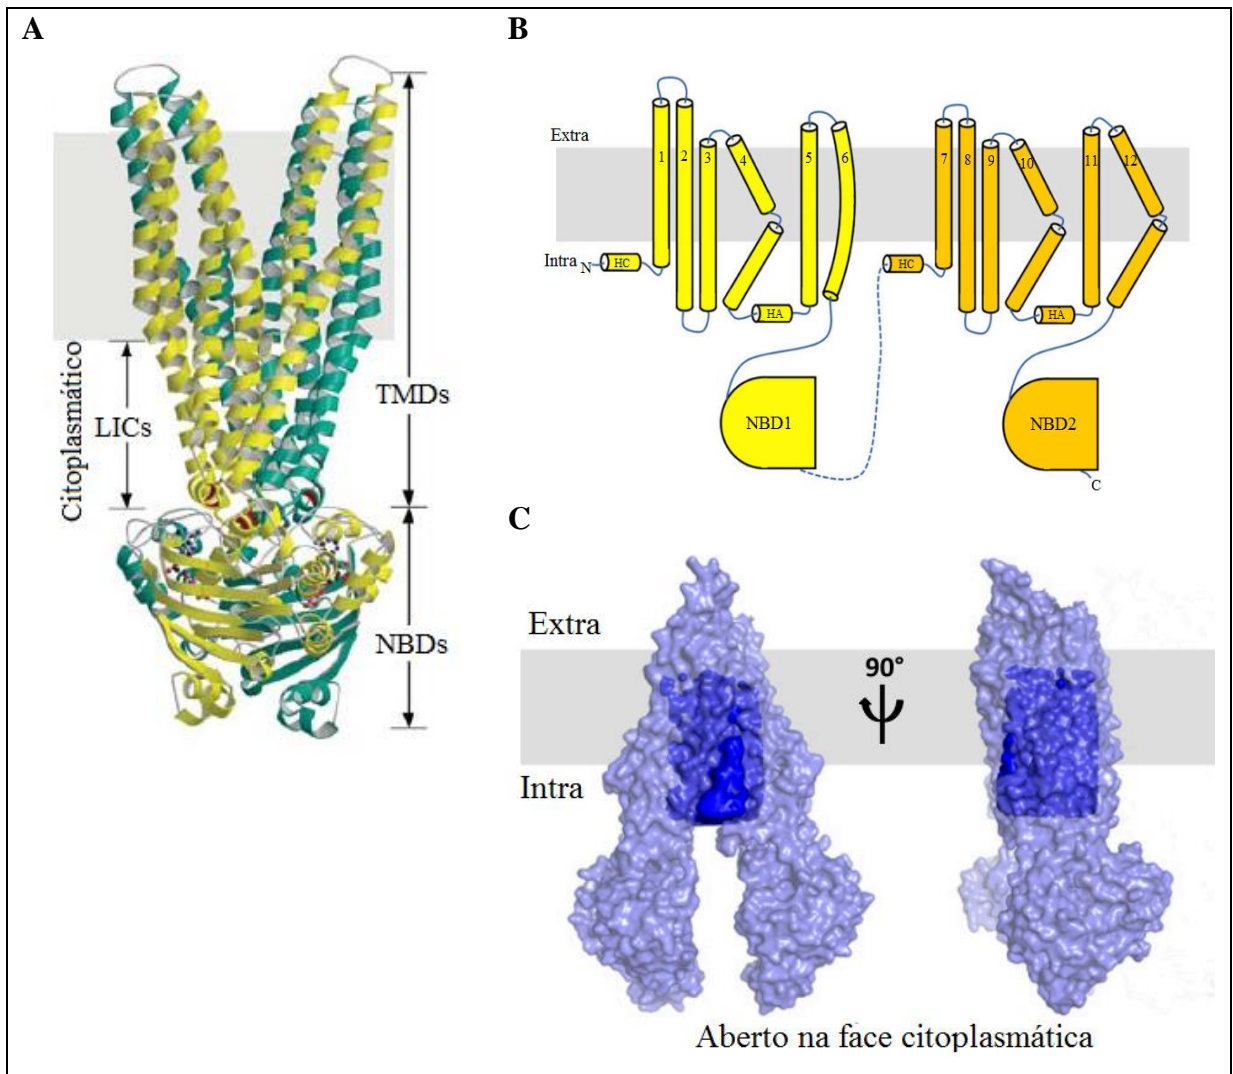 A
Citoplasmático
LICs
TMDs
NBDs
B
Extra
1 2 3 4 5 6 7 8 9 10 11 12
Intra N HC HC
HA HA
NBD1 NBD2
C
C
Extra
90°
Intra
Aberto na face citoplasmática